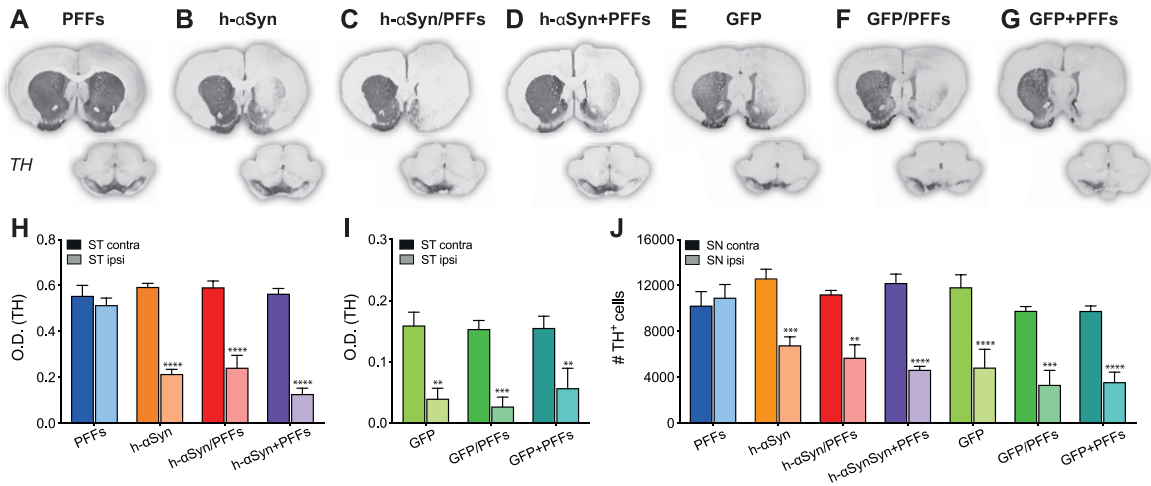 A PFFs
B h-αSyn
C h-αSyn/PFFs
D h-αSyn+PFFs
E GFP
F GFP/PFFs
G GFP+PFFs
TH
H
ST contra
ST ipsi
O.D. (TH)
0.8
0.6
0.4
0.2
0.0
****
****
****
PFFs
h-αSyn
h-αSyn/PFFs
h-αSyn+PFFs
I
ST contra
ST ipsi
O.D. (TH)
0.3
0.2
0.1
0.0
**
***
**
GFP
GFP/PFFs
GFP+PFFs
J
SN contra
SN ipsi
# TH⁺ cells
16000
12000
8000
4000
0
***
**
****
****
***
****
PFFs
h-αSyn
h-αSyn/PFFs
h-αSynSyn+PFFs
GFP
GFP/PFFs
GFP+PFFs